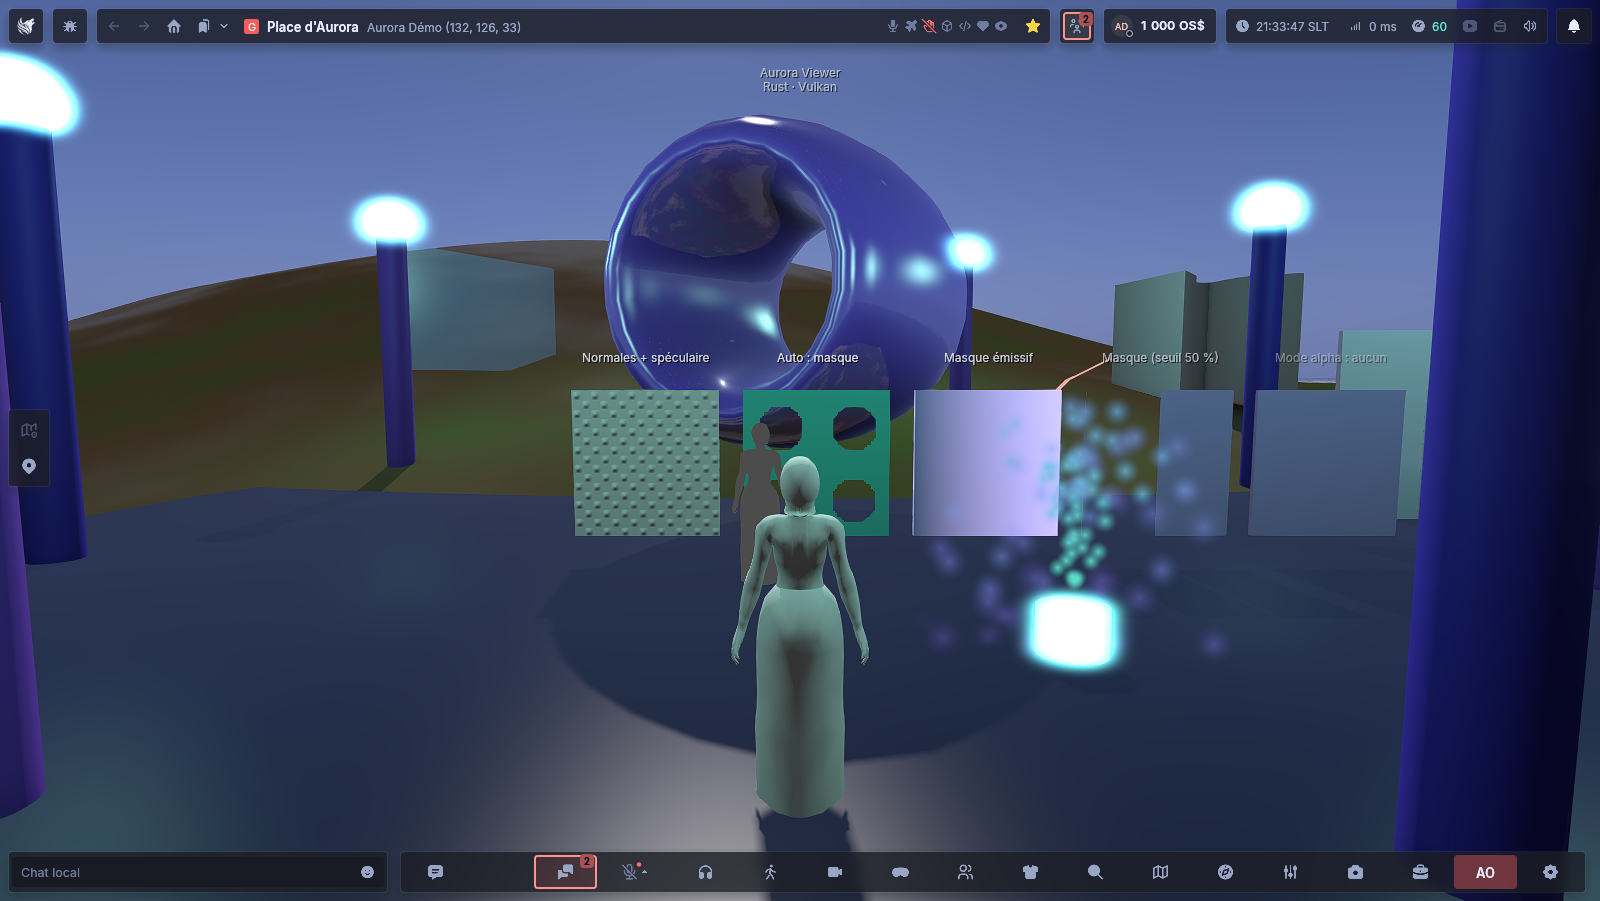 G Place d'Aurora Aurora Démo (132, 126, 33)
2
AD 1 000 OS$
21:33:47 SLT 0 ms 60
Aurora Viewer
Rust · Vulkan
Normales + spéculaire
Auto : masque
Masque émissif
Masque (seuil 50 %)
Mode alpha : aucun
Chat local
2
AO